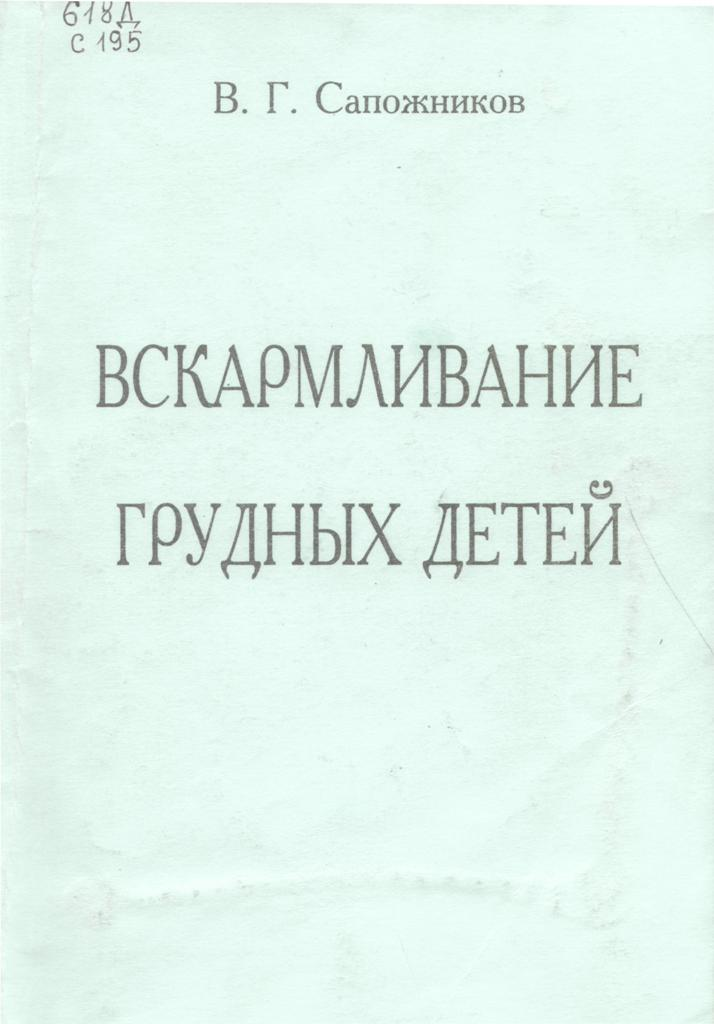 618Д
С 195
В. Г. Сапожников
ВСКАРМЛИВАНИЕ
ГРУДНЫХ ДЕТЕЙ